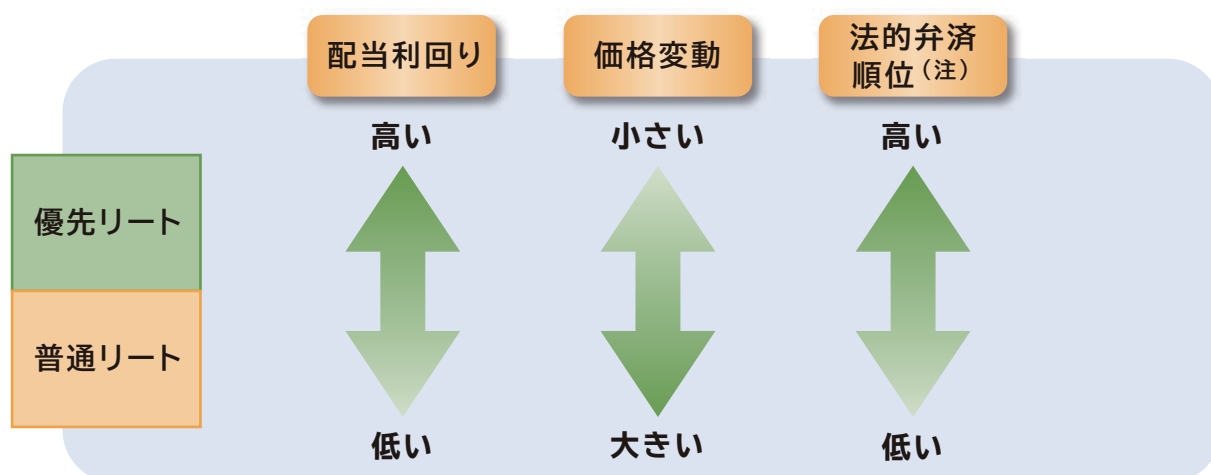 配当利回り
価格変動
法的弁済
順位(注)
高い
小さい
高い
優先リート
普通リート
低い
大きい
低い